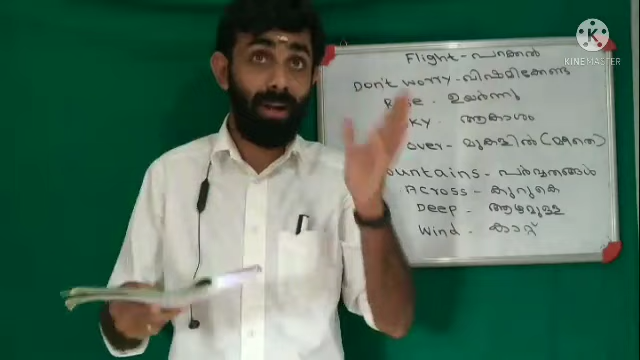 KINEMASTER
Flight - പറക്കൽ
Don't worry - വിഷമിക്കേണ്ട
Rise - ഉയർന്നു
ky - ആകാശം
over - മുകളിൽ (മീതെ)
ountains - പർവ്വതങ്ങൾ
Across - കുറുകെ
Deep - ആഴമുള്ള
Wind - കാറ്റ്